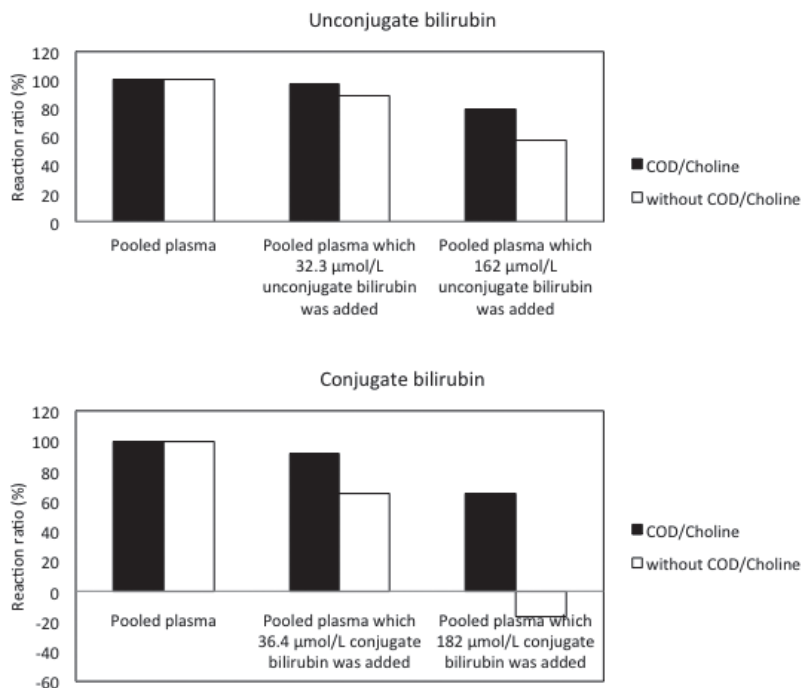 Unconjugate bilirubin
120
100
80
60
40
20
0
Reaction ratio (%)
Pooled plasma
Pooled plasma which
32.3 μmol/L
unconjugate bilirubin
was added
Pooled plasma which
162 μmol/L
unconjugate bilirubin
was added
COD/Choline
without COD/Choline
Conjugate bilirubin
120
100
80
60
40
20
0
-20
-40
-60
Reaction ratio (%)
Pooled plasma
Pooled plasma which
36.4 μmol/L conjugate
bilirubin was added
Pooled plasma which
182 μmol/L conjugate
bilirubin was added
COD/Choline
without COD/Choline